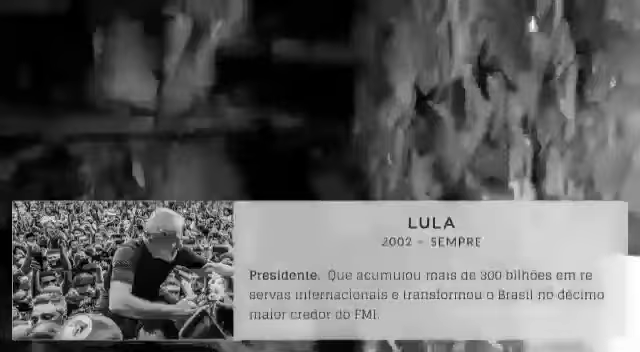 LULA
2002 - SEMPRE
Presidente. Que acumulou mais de 300 bilhões em re
servas internacionais e transformou o Brasil no décimo
maior credor do FMI.